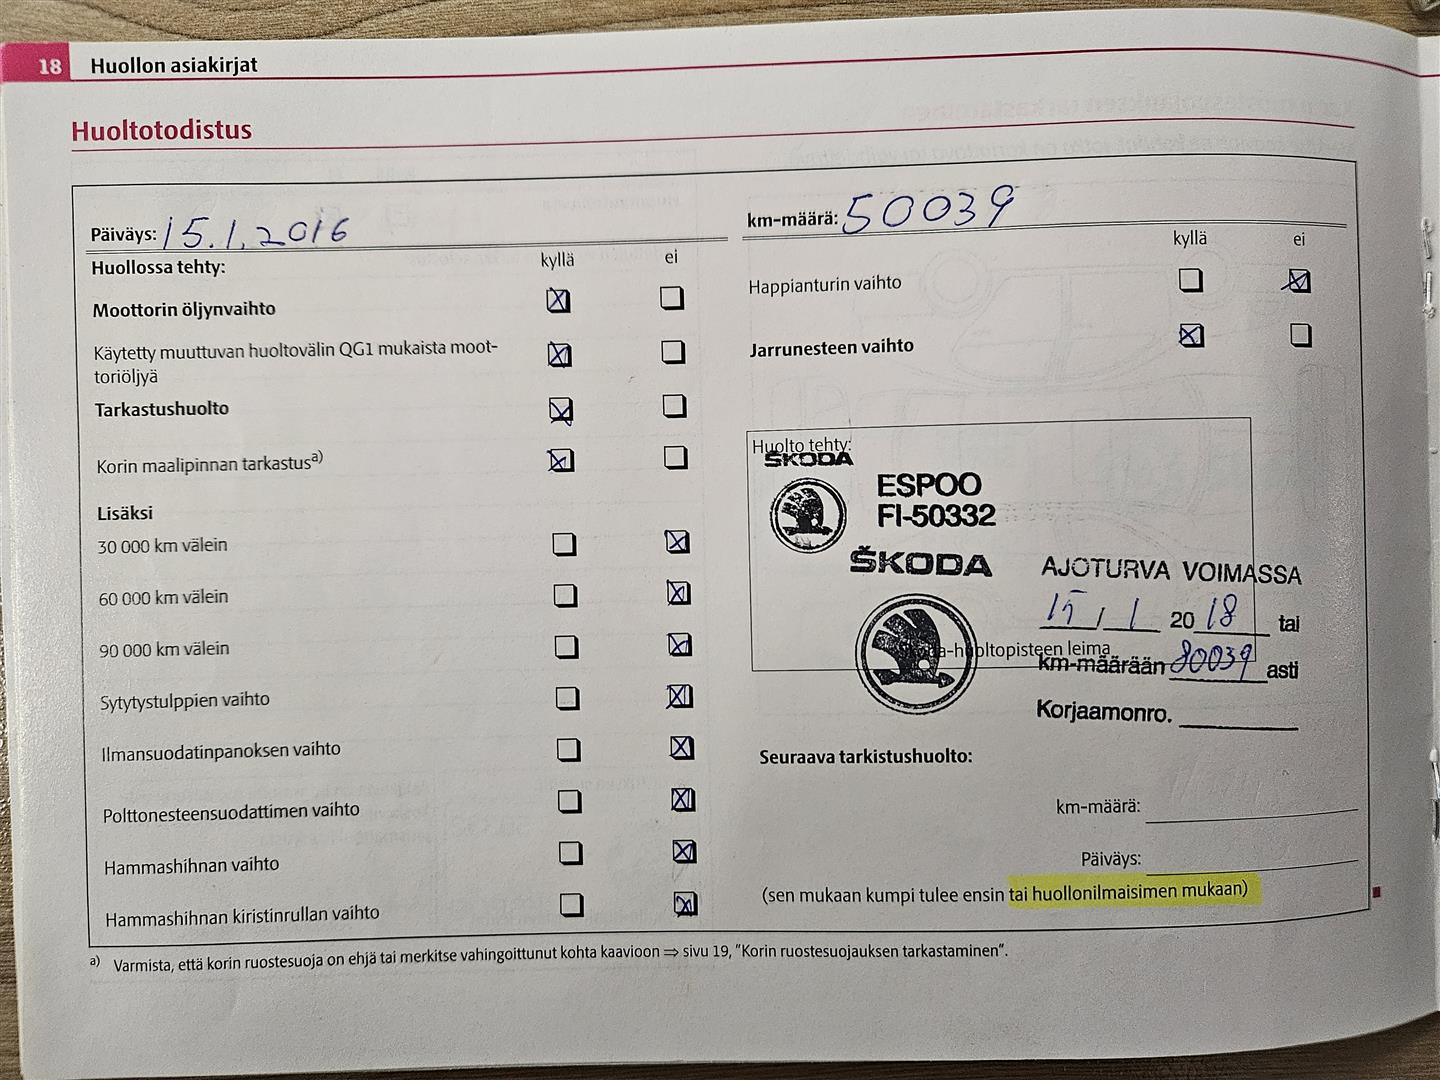 18 Huollon asiakirjat
Huoltotodistus
Päiväys: 15.1.2016
Huollossa tehty: kyllä ei
Moottorin öljynvaihto
Käytetty muuttuvan huoltovälin QG1 mukaista moot-
toriöljyä
Tarkastushuolto
Korin maalipinnan tarkastusa)
Lisäksi
30 000 km välein
60 000 km välein
90 000 km välein
Sytytystulppien vaihto
Ilmansuodatinpanoksen vaihto
Polttonesteensuodattimen vaihto
Hammashihnan vaihto
Hammashihnan kiristinrullan vaihto
km-määrä: 50039
kyllä ei
Happianturin vaihto
Jarrunesteen vaihto
Huolto tehty:
ŠKODA
ESPOO
FI-50332
ŠKODA
AJOTURVA VOIMASSA
15 / 1 2018 tai
Skoda-huoltopisteen leima
km-määrään 80039 asti
Korjaamonro.
Seuraava tarkistushuolto:
km-määrä:
Päiväys:
(sen mukaan kumpi tulee ensin tai huollonilmaisimen mukaan)
a) Varmista, että korin ruostesuoja on ehjä tai merkitse vahingoittunut kohta kaavioon ⇒ sivu 19, "Korin ruostesuojauksen tarkastaminen".